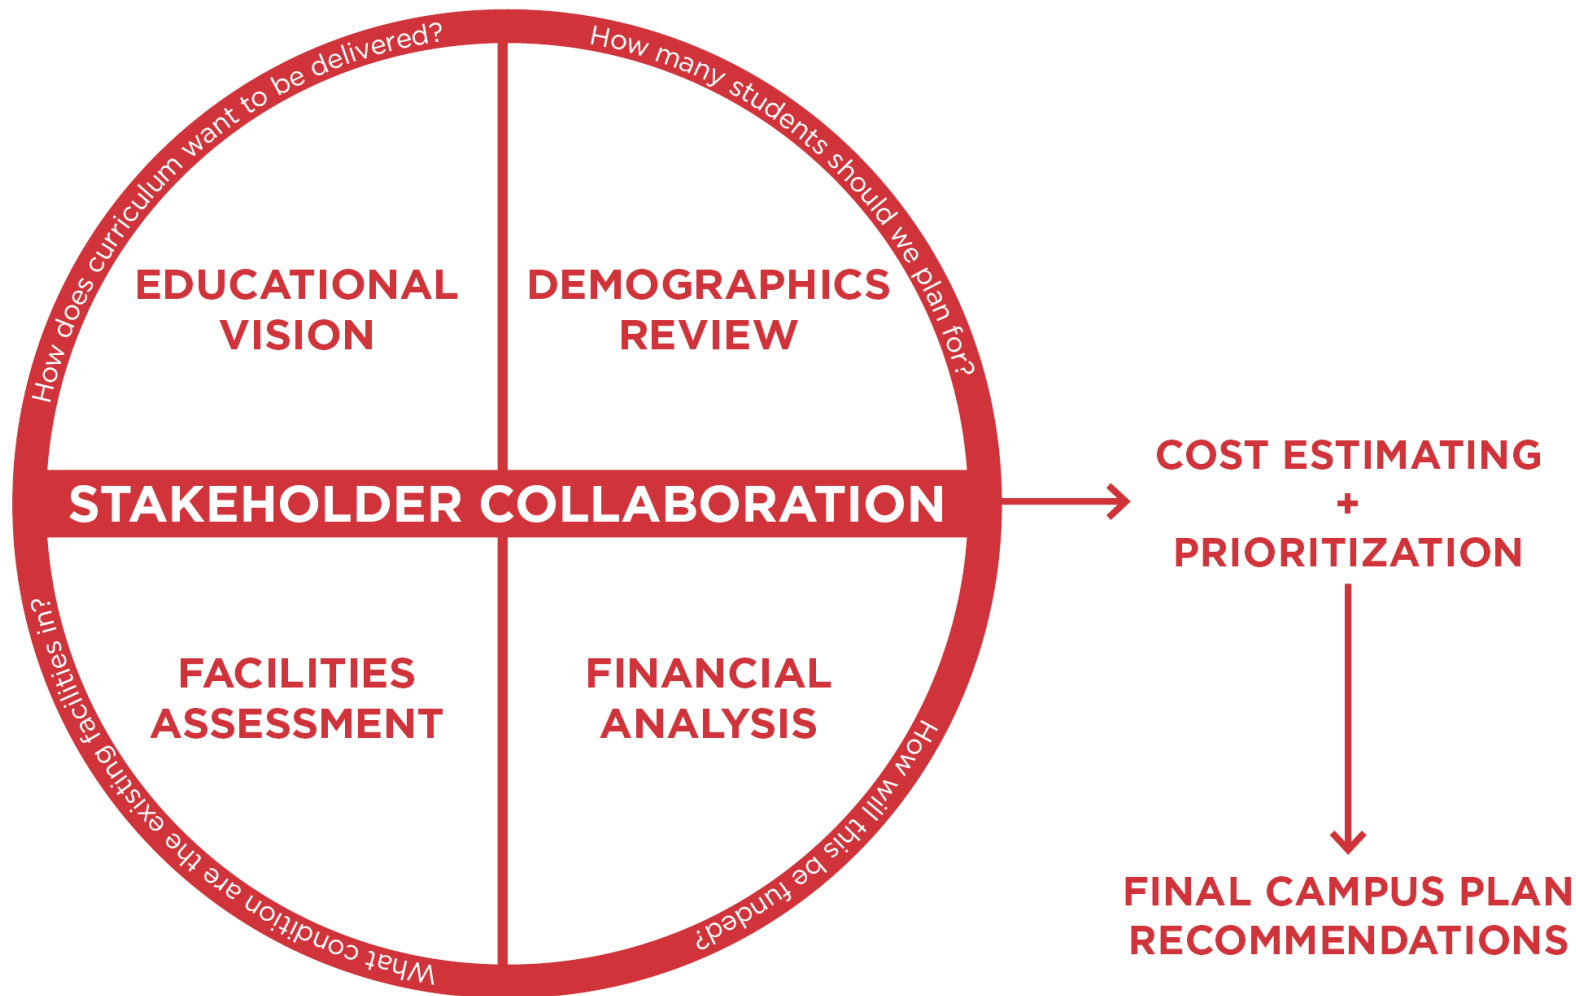 How does curriculum want to be delivered?
How many students should we plan for?
EDUCATIONAL
VISION
DEMOGRAPHICS
REVIEW
STAKEHOLDER COLLABORATION
FACILITIES
ASSESSMENT
FINANCIAL
ANALYSIS
What condition are the existing facilities in?
How will this be funded?
COST ESTIMATING
+
PRIORITIZATION
FINAL CAMPUS PLAN
RECOMMENDATIONS